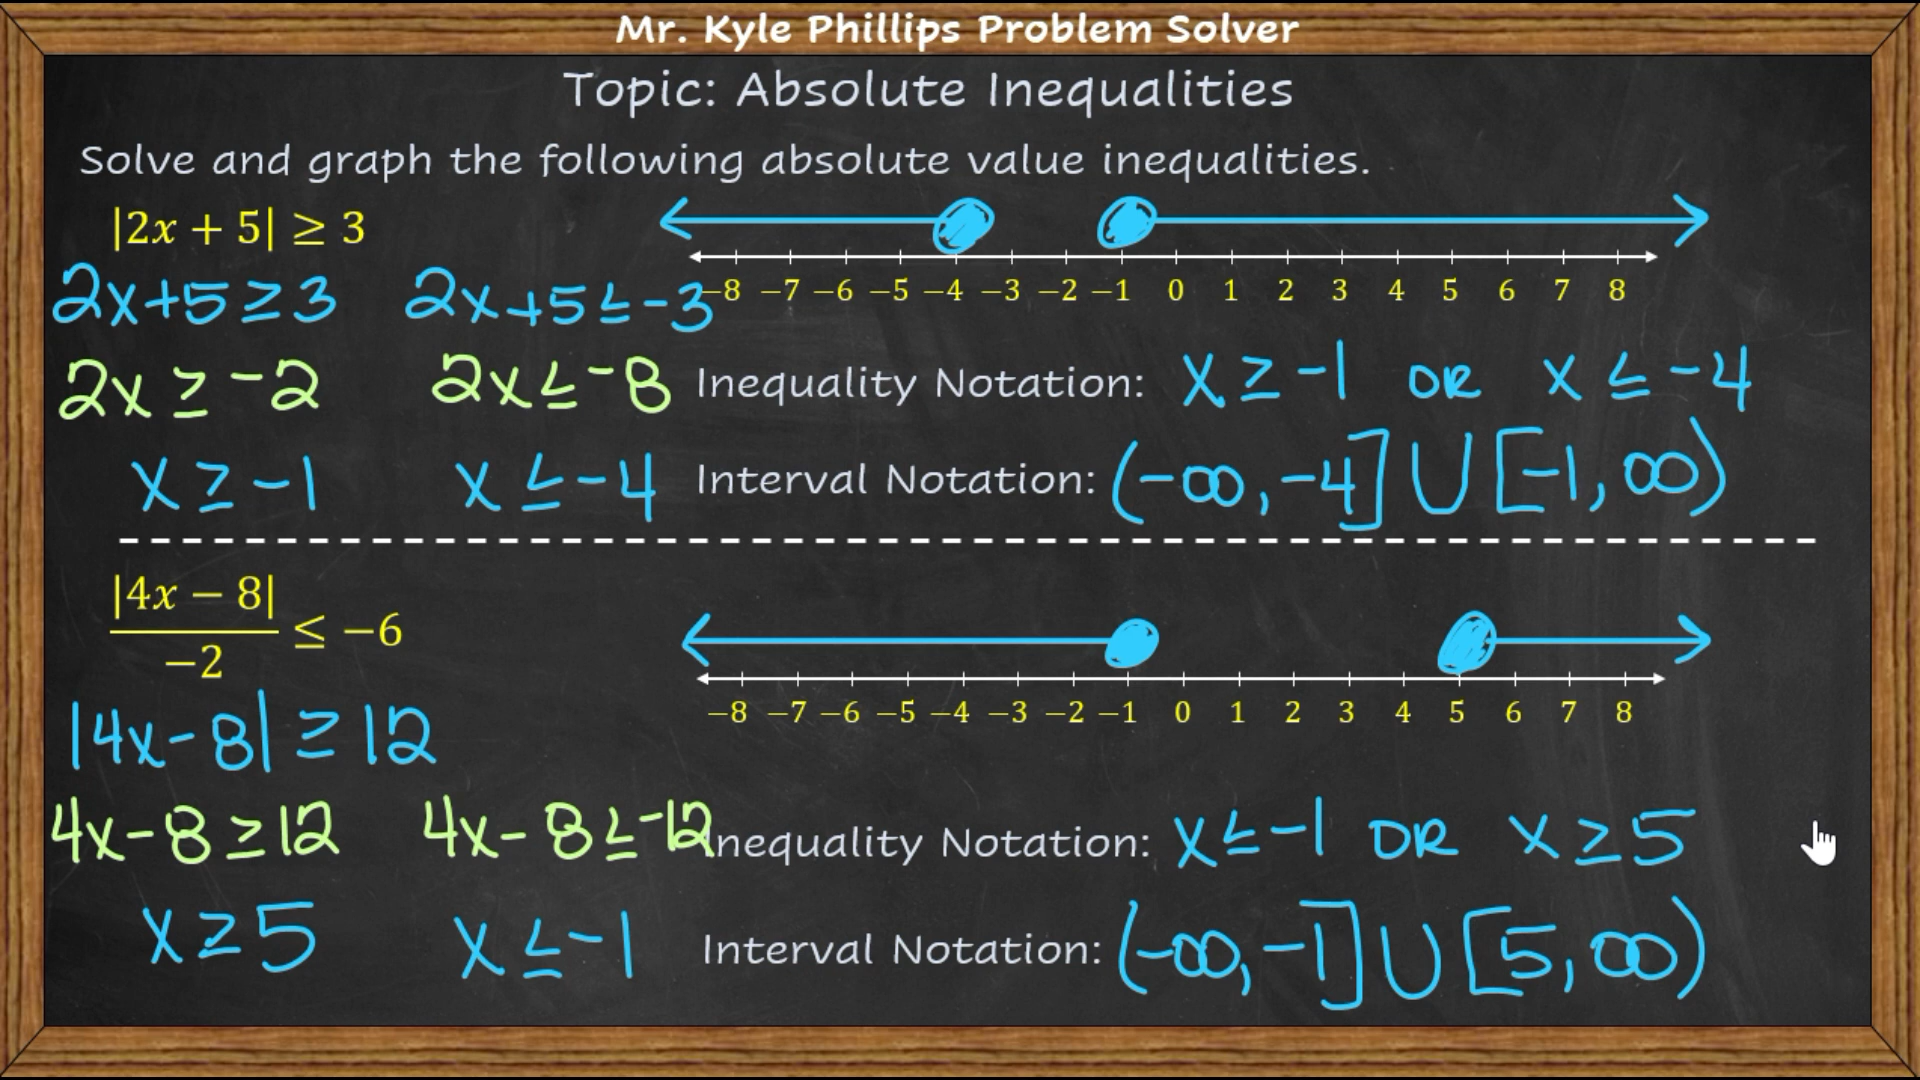 Mr. Kyle Phillips Problem Solver
Topic: Absolute Inequalities
Solve and graph the following absolute value inequalities.
|2x + 5| ≥ 3
−8 −7 −6 −5 −4 −3 −2 −1 0 1 2 3 4 5 6 7 8
2x+5≥3 2x+5≤-3
2x≥-2 2x≤-8
Inequality Notation: x≥-1 OR x≤-4
x≥-1 x≤-4
Interval Notation: (-∞,-4]∪[-1,∞)
|4x − 8|
−2
≤ −6
−8 −7 −6 −5 −4 −3 −2 −1 0 1 2 3 4 5 6 7 8
|4x-8|≥12
4x-8≥12 4x-8≤-12
Inequality Notation: x≤-1 OR x≥5
x≥5 x≤-1
Interval Notation: (-∞,-1]∪[5,∞)